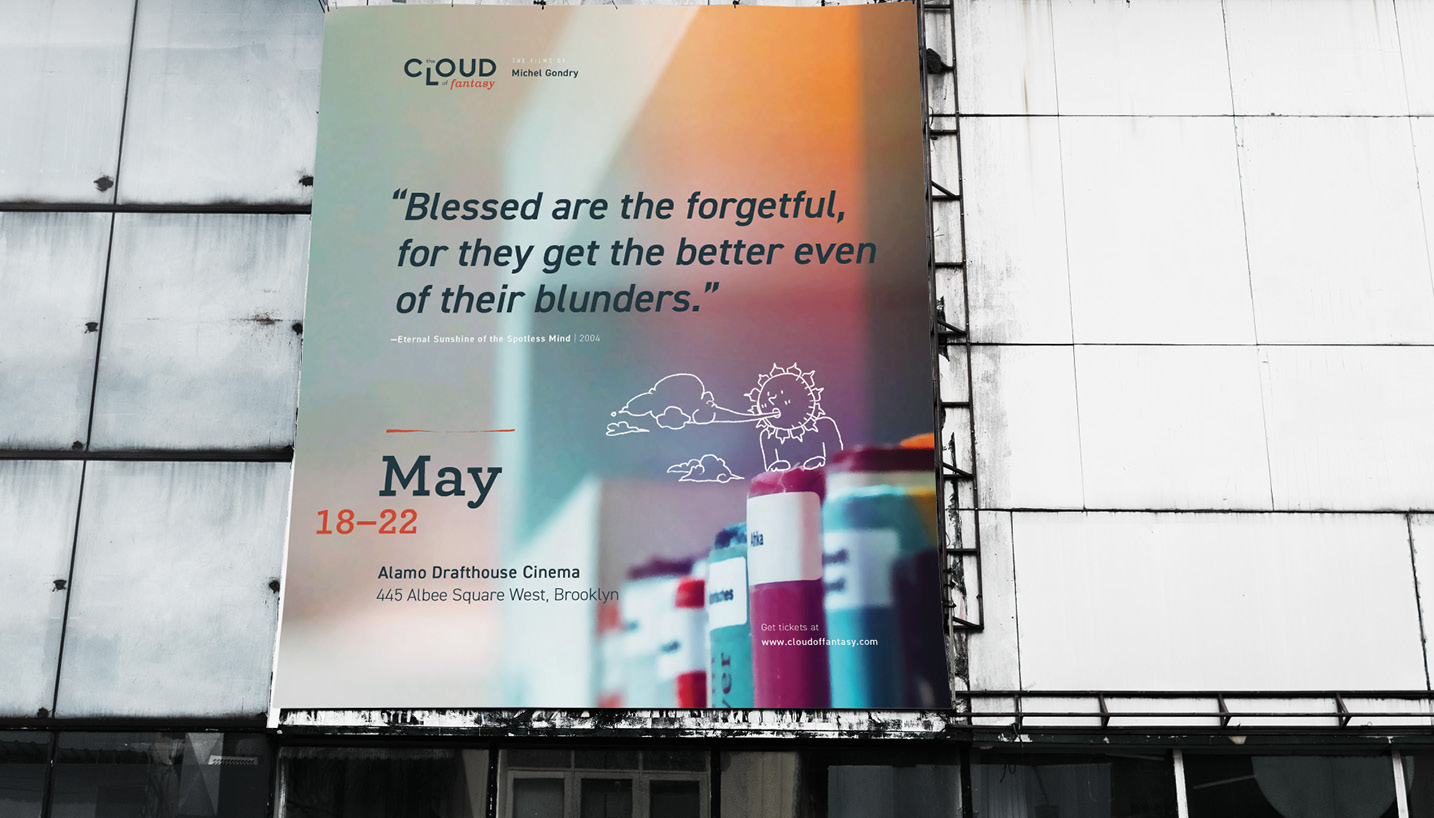 the
CLOUD
of fantasy
THE FILMS OF
Michel Gondry
“Blessed are the forgetful,
for they get the better even
of their blunders.”
—Eternal Sunshine of the Spotless Mind | 2004
May
18–22
Alamo Drafthouse Cinema
445 Albee Square West, Brooklyn
Get tickets at
www.cloudoffantasy.com